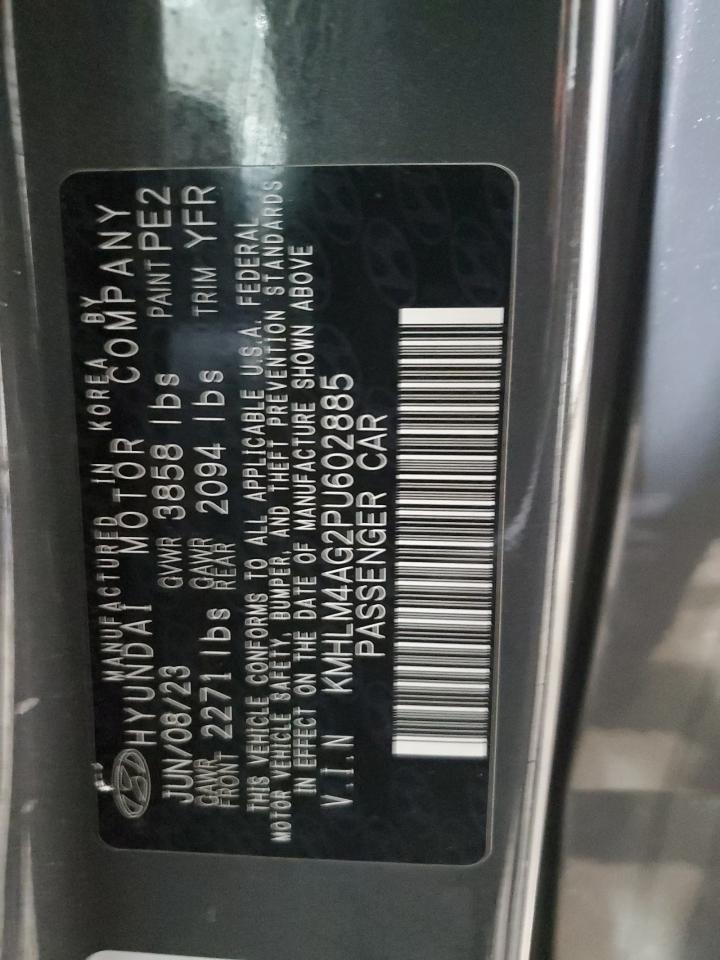 MANUFACTURED IN KOREA BY
HYUNDAI MOTOR COMPANY
JUN/08/23 GVWR 3858 lbs PAINT PE2
GAWR FRONT 2271 lbs GAWR REAR 2094 lbs TRIM YFR
THIS VEHICLE CONFORMS TO ALL APPLICABLE U.S.A. FEDERAL
MOTOR VEHICLE SAFETY, BUMPER, AND THEFT PREVENTION STANDARDS
IN EFFECT ON THE DATE OF MANUFACTURE SHOWN ABOVE
V.I.N KMHLM4AG2PU602885
PASSENGER CAR